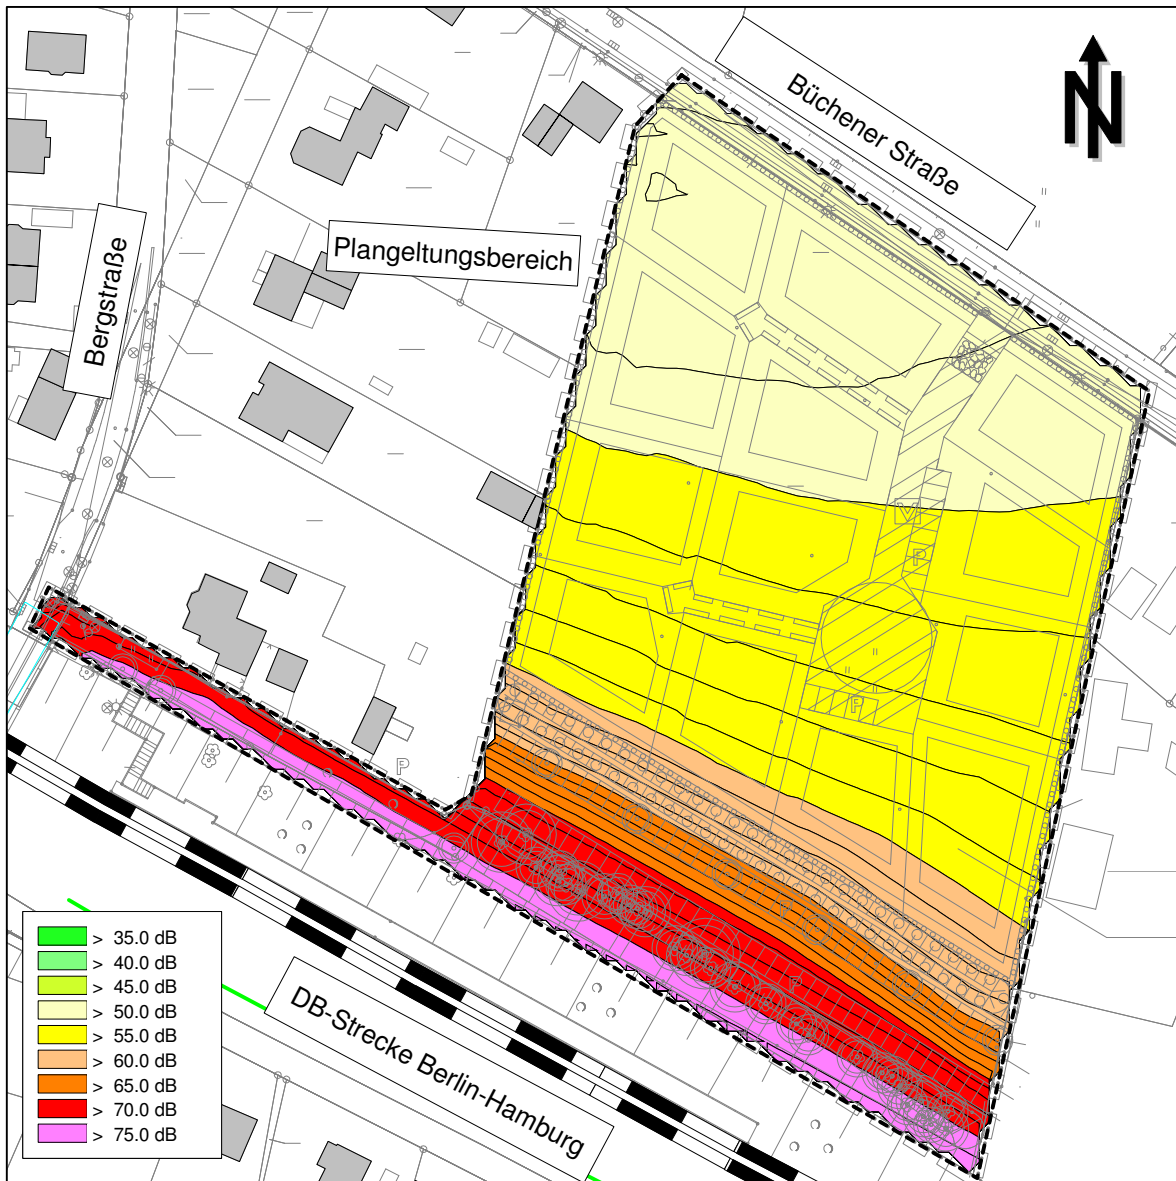 N
Büchener Straße
Plangeltungsbereich
Bergstraße
V
P
P
P
P
DB-Strecke Berlin-Hamburg
> 35.0 dB
> 40.0 dB
> 45.0 dB
> 50.0 dB
> 55.0 dB
> 60.0 dB
> 65.0 dB
> 70.0 dB
> 75.0 dB